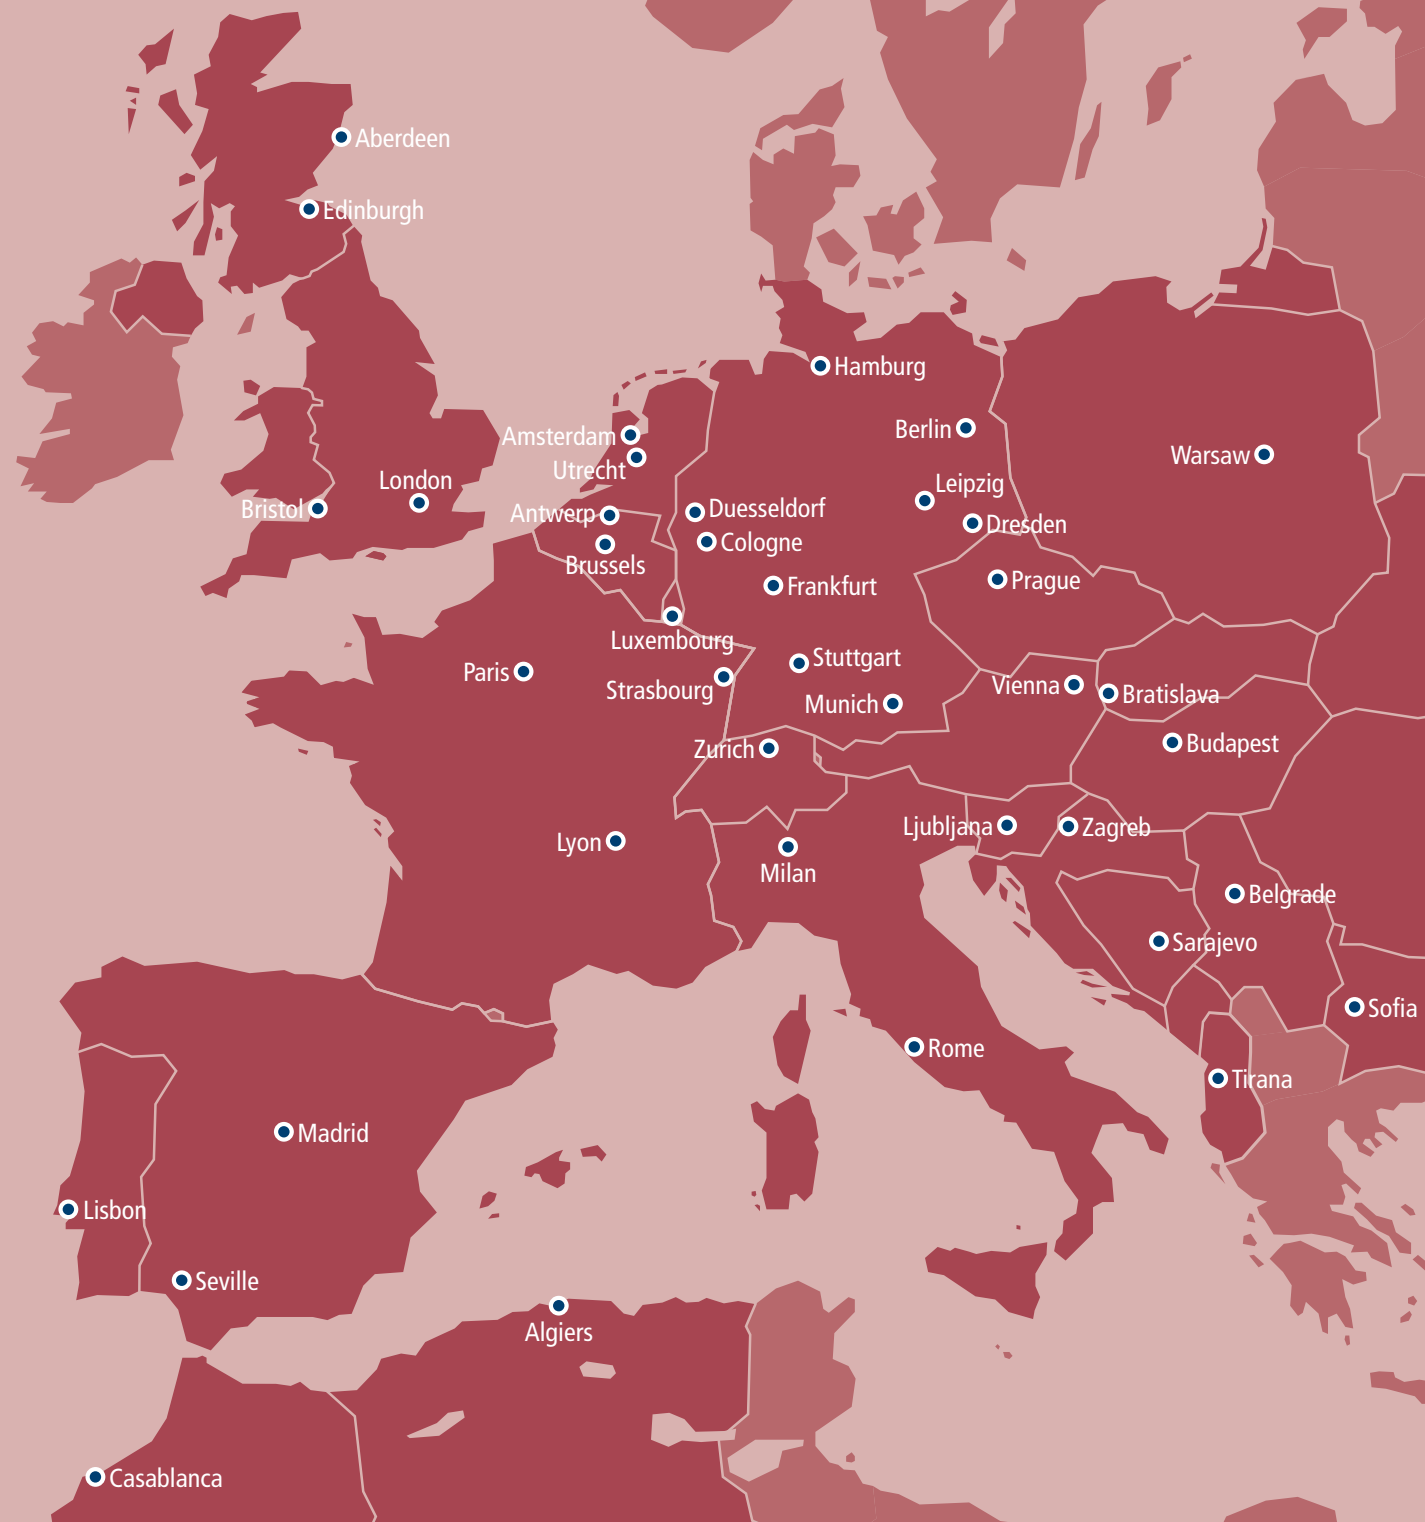 Aberdeen
Edinburgh
Hamburg
Berlin
Amsterdam
Warsaw
Utrecht
London
Leipzig
Bristol
Duesseldorf
Antwerp
Dresden
Cologne
Brussels
Prague
Frankfurt
Luxembourg
Stuttgart
Paris
Vienna
Strasbourg
Bratislava
Munich
Budapest
Zurich
Ljubljana
Zagreb
Lyon
Milan
Belgrade
Sarajevo
Sofia
Rome
Tirana
Madrid
Lisbon
Seville
Algiers
Casablanca